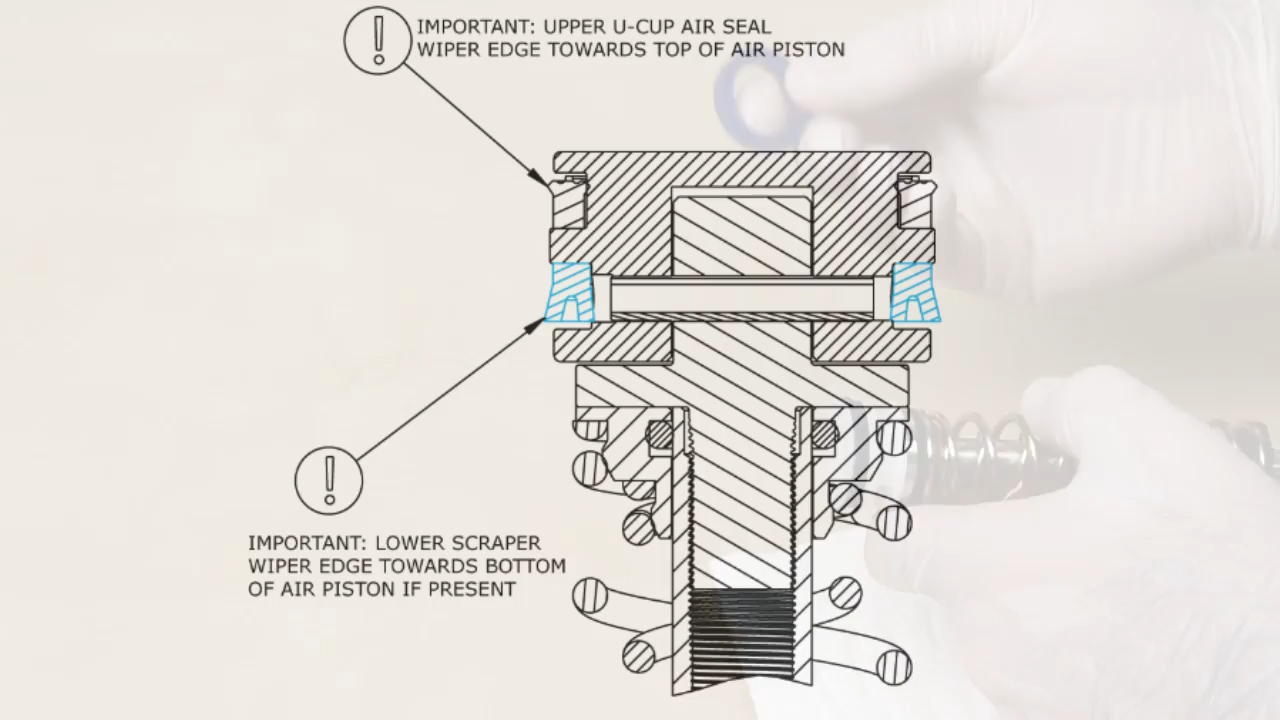 IMPORTANT: UPPER U-CUP AIR SEAL
WIPER EDGE TOWARDS TOP OF AIR PISTON
IMPORTANT: LOWER SCRAPER
WIPER EDGE TOWARDS BOTTOM
OF AIR PISTON IF PRESENT